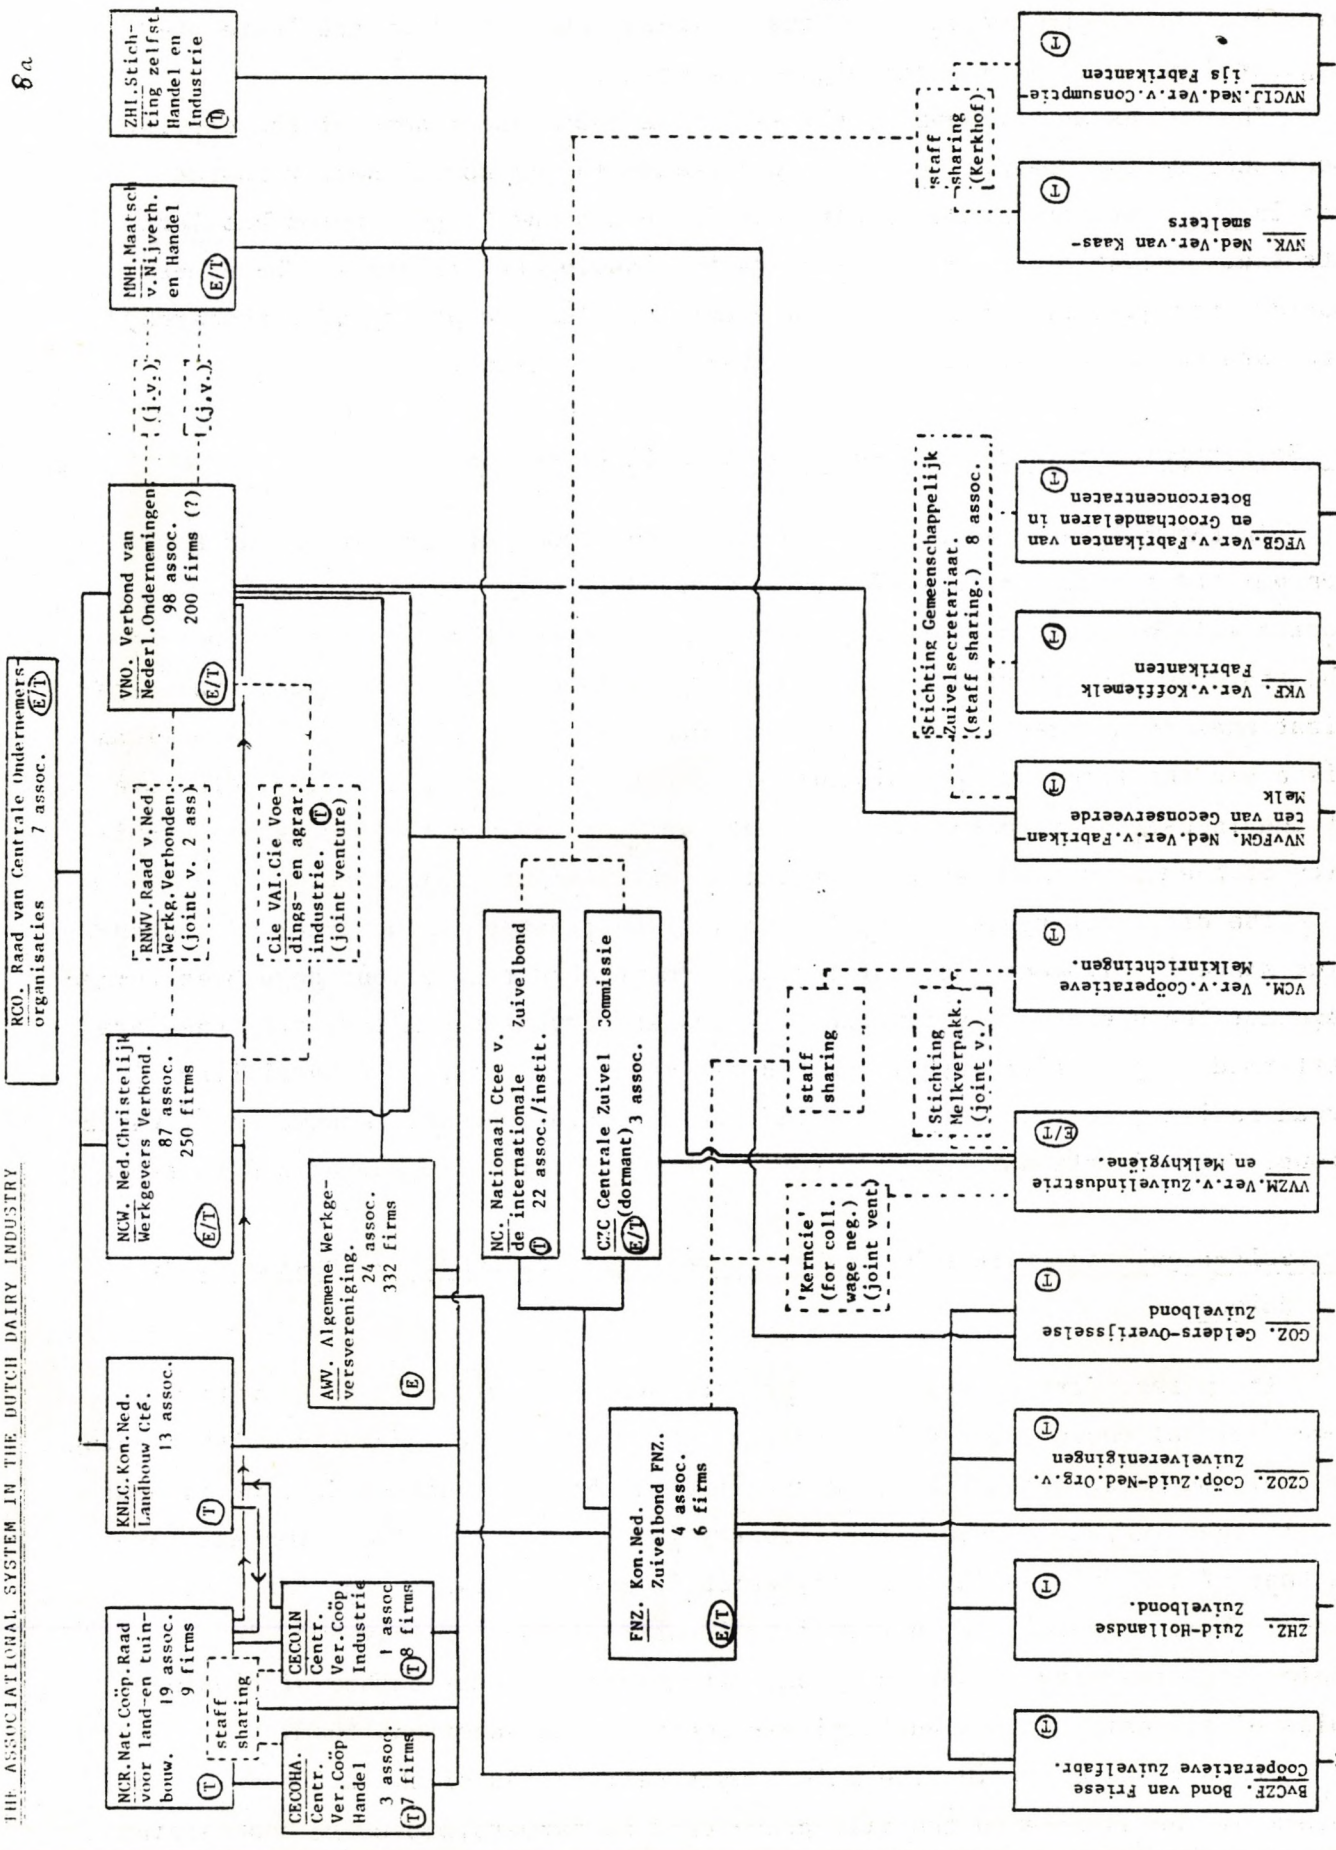 THE ASSOCIATIONAL SYSTEM IN THE DUTCH DAIRY INDUSTRY
8a
RCO. Raad van Centrale Ondernemers-
organisaties 7 assoc. E/T
NCR.Nat.Coöp.Raad
voor land-en tuin-
bouw. 19 assoc.
9 firms
T
KNLC.Kon.Ned.
Landbouw Cté.
13 assoc.
T
NCW. Ned.Christelijk
Werkgevers Verbond.
87 assoc.
250 firms
E/T
RNWV.Raad v.Ned.
Werkg.Verbonden
(joint v. 2 ass)
Cie VAI.Cie Voe
dings- en agrar.
industrie. T
(joint venture)
VNO. Verbond van
Nederl.Ondernemingen
98 assoc.
200 firms (?)
E/T
(j.v.)
(j.v.)
MNH.Maatsch
v.Nijverh.
en Handel
E/T
ZHI.Stich-
ting zelfst
Handel en
Industrie
T
staff
sharing
CECOHA.
Centr.
Ver.Coöp.
Handel
3 assoc.
T 7 firms
CECOIN
Centr.
Ver.Coöp.
Industrie
1 assoc
T 8 firms
AWV. Algemene Werkge-
versvereniging.
24 assoc.
332 firms
E
NC. Nationaal Ctee v.
de internationale Zuivelbond
T 22 assoc./instit.
CZC Centrale Zuivel Commissie
E/T (dormant) 3 assoc.
FNZ. Kon.Ned.
Zuivelbond FNZ.
4 assoc.
6 firms
E/T
'Kerncie'
(for coll.
wage neg.)
(joint vent)
staff
sharing
Stichting
Melkverpakk.
(joint v.)
Stichting Gemeenschappelijk
Zuivelsecretariaat.
(staff sharing.) 8 assoc.
staff
sharing
(Kerkhof)
BvCZF. Bond van Friese
Coöperatieve Zuivelfabr.
T
ZHZ. Zuid-Hollandse
Zuivelbond.
T
CZOZ. Coöp.Zuid-Ned.Org.v.
Zuivelverenigingen
T
GOZ. Gelders-Overijsselse
Zuivelbond
T
VVZM.Ver.v.Zuivelindustrie
en Melkhygiëne.
E/T
VCM. Ver.v.Coöperatieve
Melkinrichtingen.
T
NVvFGM. Ned.Ver.v.Fabrikan-
ten van Geconserveerde
Melk
T
VKF. Ver.v.Koffiemelk
Fabrikanten
T
VFGB.Ver.v.Fabrikanten van
en Groothandelaren in
Boterconcentraten
T
NVK. Ned.Ver.van Kaas-
smelters
T
NVCIJ.Ned.Ver.v.Consumptie-
ijs Fabrikanten
T